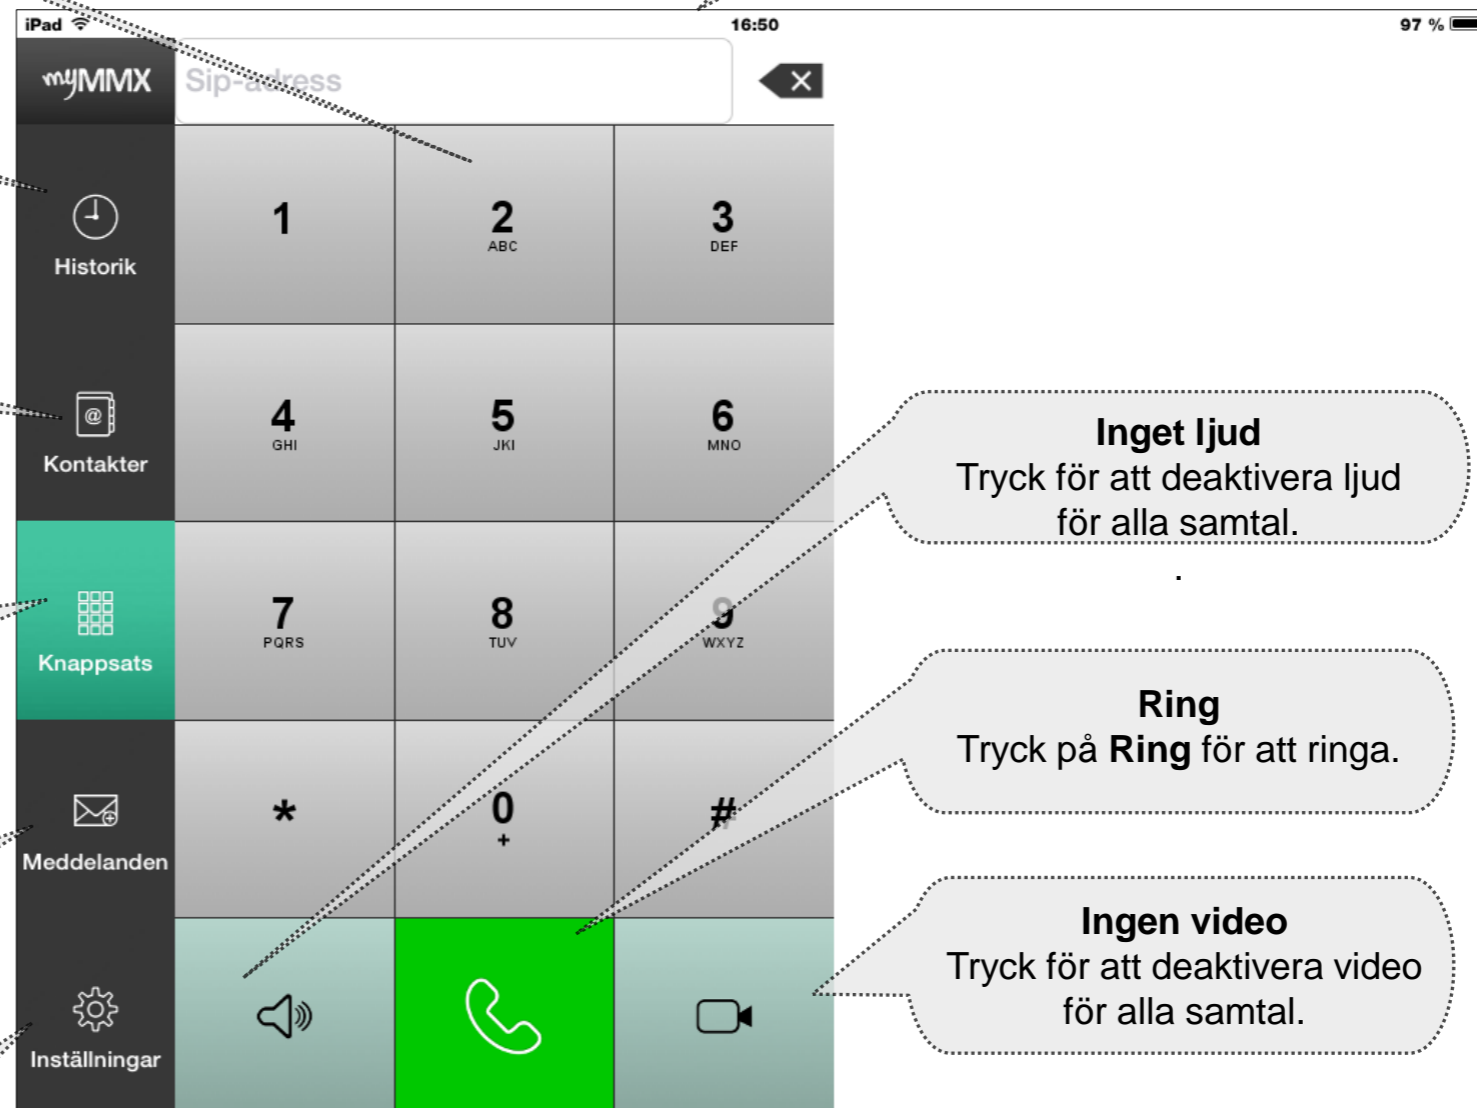 iPad 16:50 97 %
myMMX Sip-adress
Historik
Kontakter
Knappsats
Meddelanden
Inställningar
1 2 3
ABC DEF
4 5 6
GHI JKI MNO
7 8 9
PQRS TUV WXYZ
* 0 #
+
Inget ljud
Tryck för att deaktivera ljud
för alla samtal.
.
Ring
Tryck på Ring för att ringa.
Ingen video
Tryck för att deaktivera video
för alla samtal.